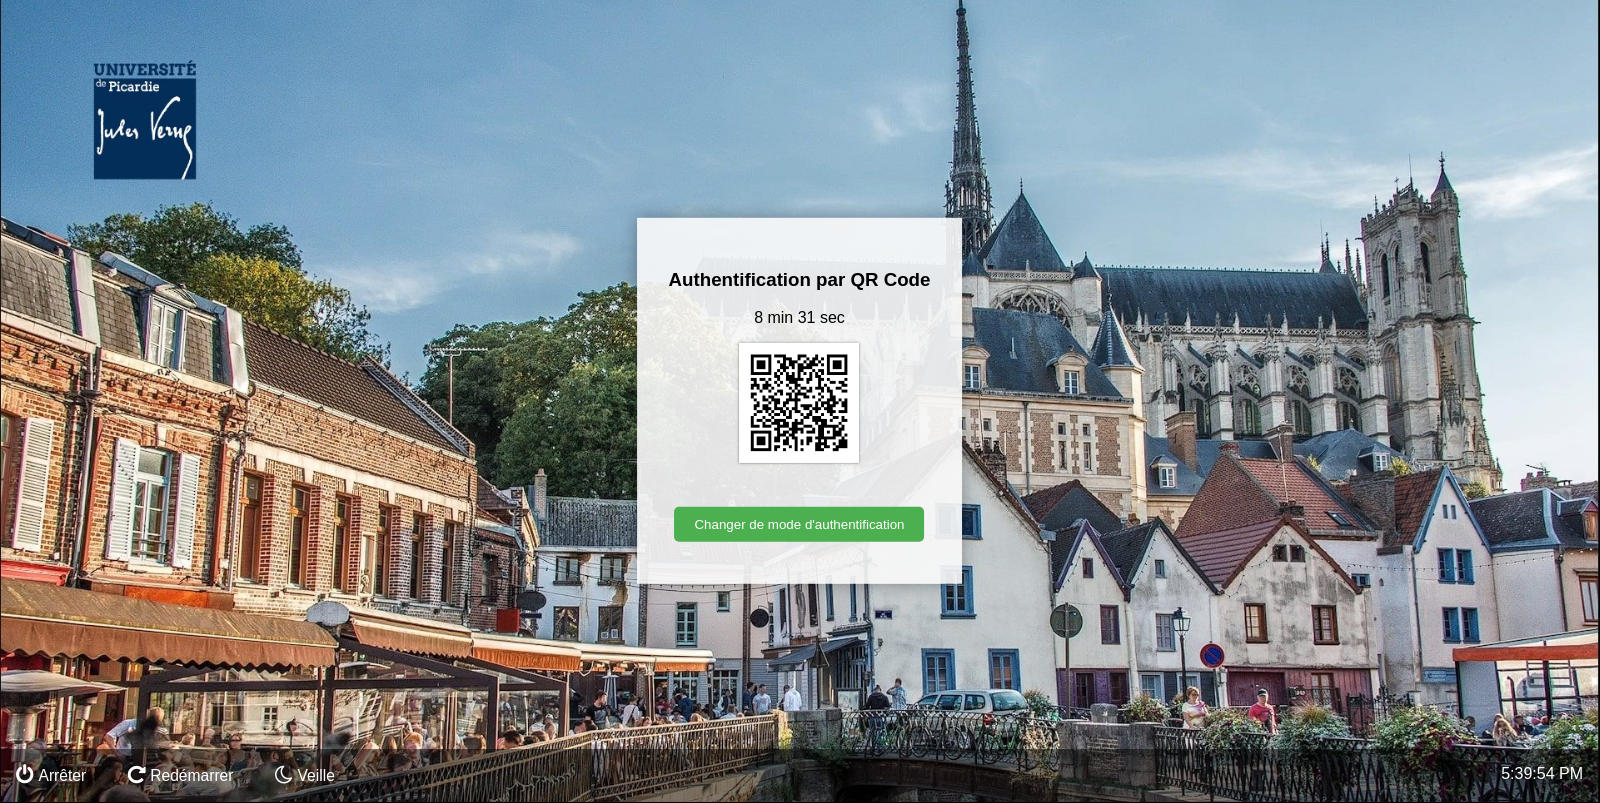 UNIVERSITÉ
de Picardie
Jules Verne
Authentification par QR Code
8 min 31 sec
Changer de mode d'authentification
Arrêter
Redémarrer
Veille
5:39:54 PM